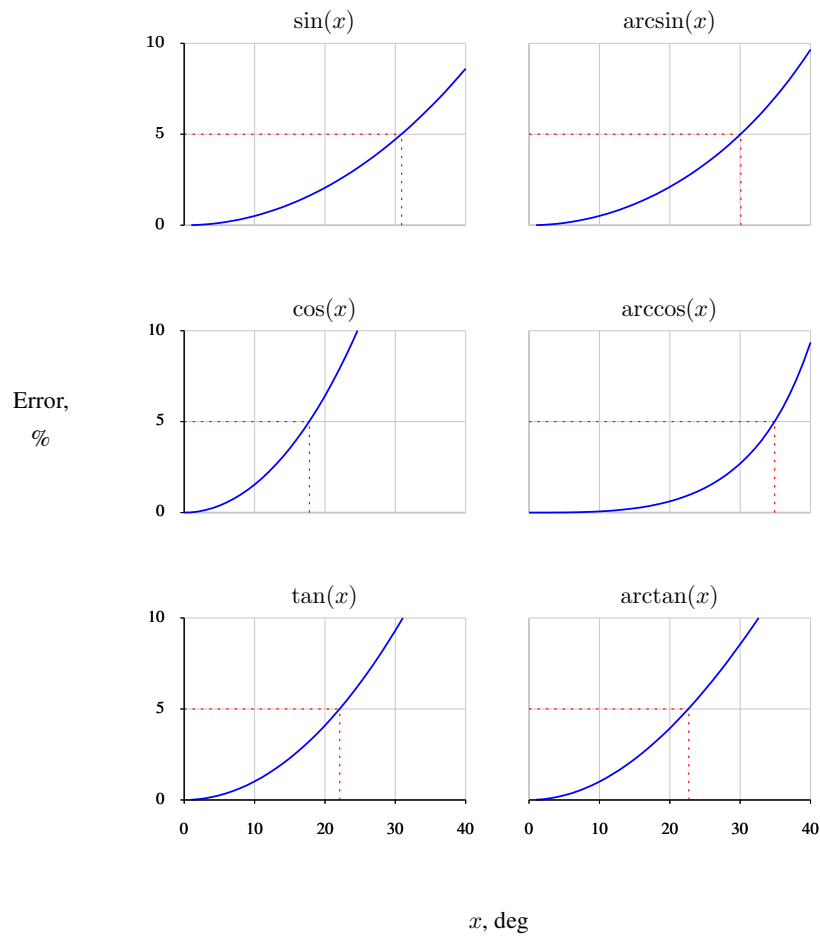 sin(x) arcsin(x)
10
5
0
cos(x) arccos(x)
10
Error,
5
%
0
tan(x) arctan(x)
10
5
0
0 10 20 30 40 0 10 20 30 40
x, deg